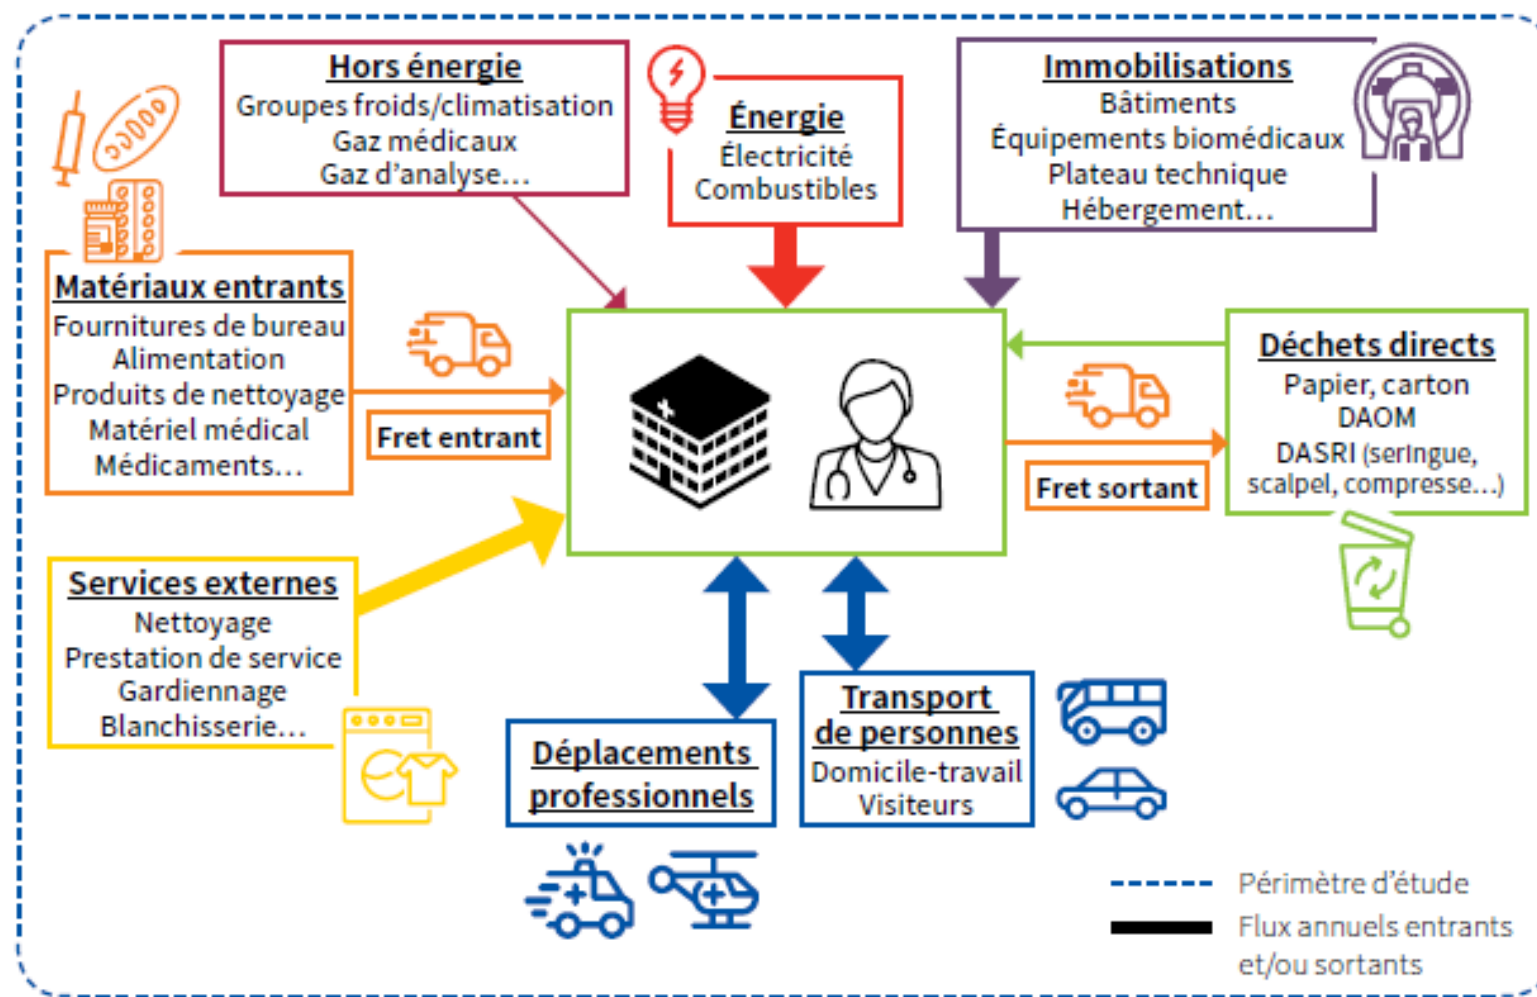 Hors énergie
Groupes froids/climatisation
Gaz médicaux
Gaz d'analyse…
Énergie
Électricité
Combustibles
Immobilisations
Bâtiments
Équipements biomédicaux
Plateau technique
Hébergement…
Matériaux entrants
Fournitures de bureau
Alimentation
Produits de nettoyage
Matériel médical
Médicaments…
Fret entrant
Déchets directs
Papier, carton
DAOM
DASRI (seringue,
scalpel, compresse…)
Fret sortant
Services externes
Nettoyage
Prestation de service
Gardiennage
Blanchisserie…
Déplacements
professionnels
Transport
de personnes
Domicile-travail
Visiteurs
Périmètre d'étude
Flux annuels entrants
et/ou sortants